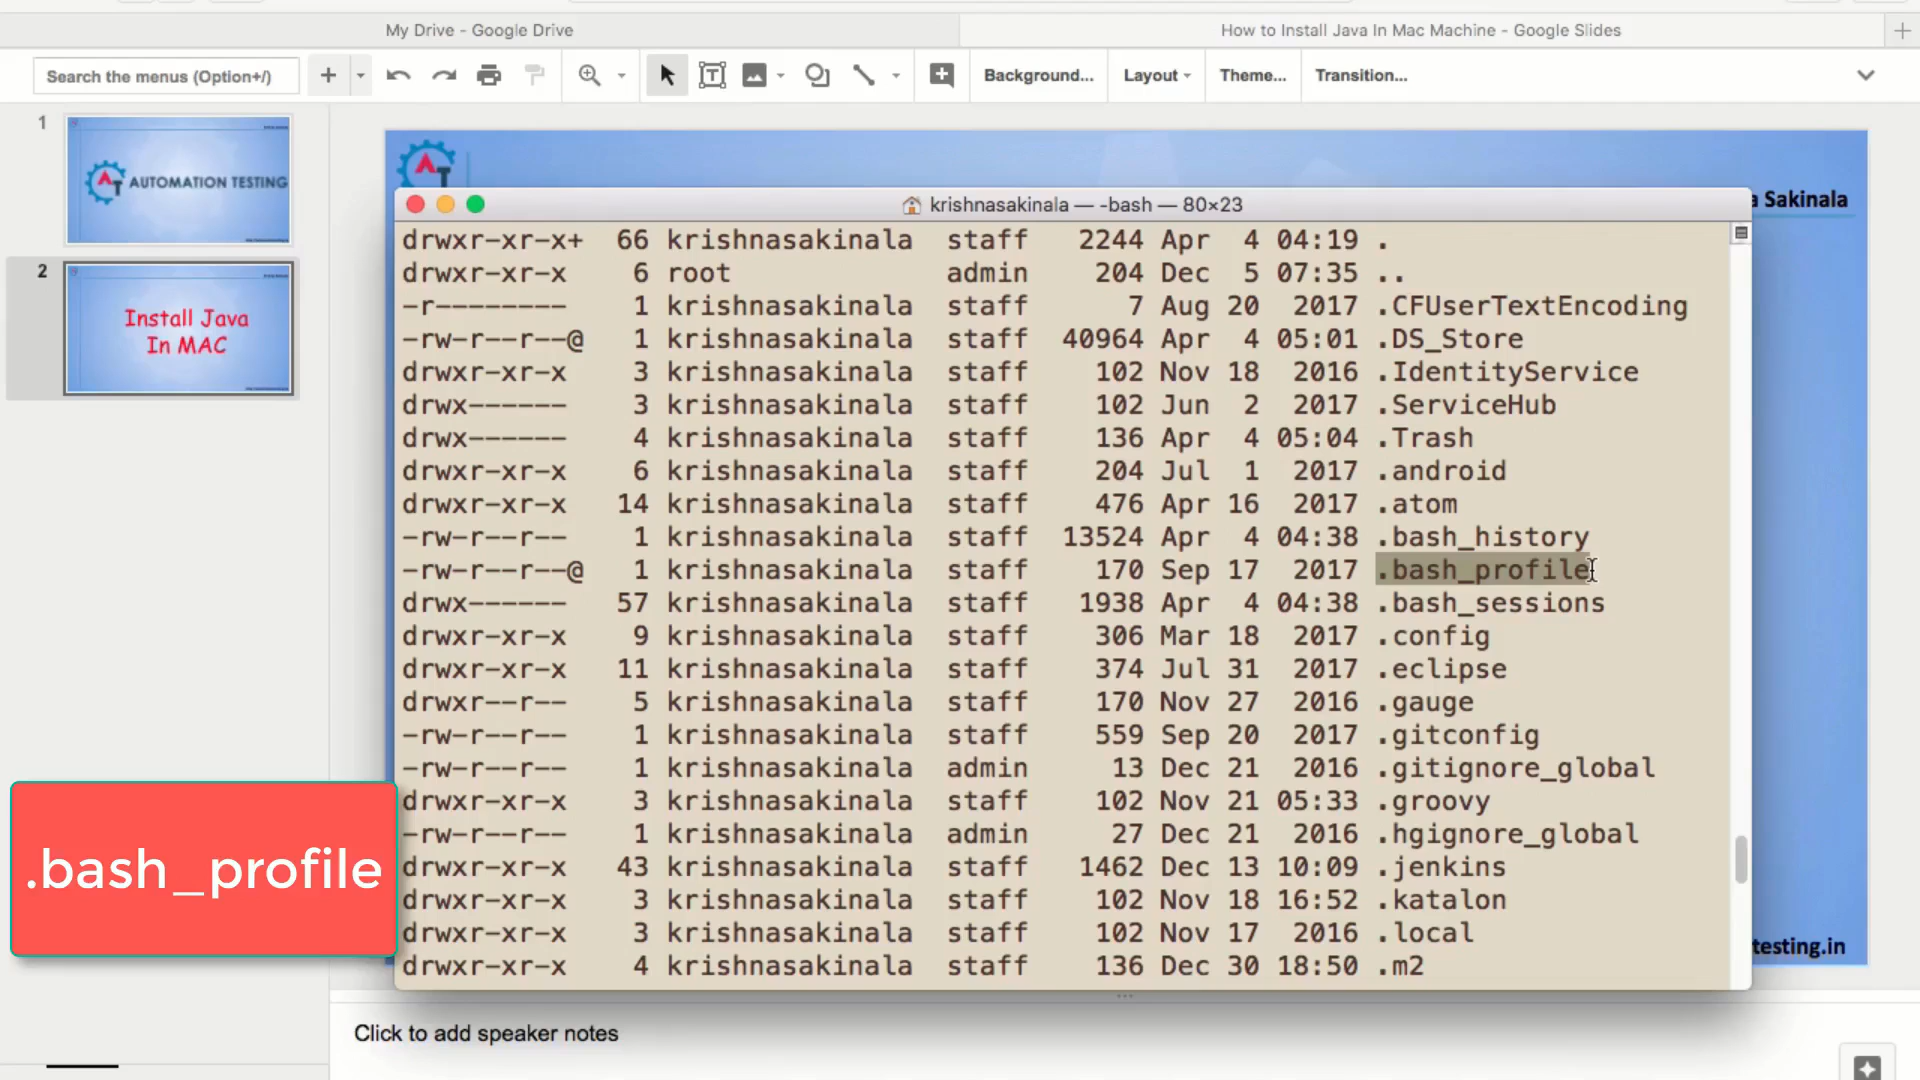 My Drive - Google Drive
How to Install Java In Mac Machine - Google Slides
Search the menus (Option+/)
Background...
Layout
Theme...
Transition...
1
AUTOMATION TESTING
2
Install Java
In MAC
a Sakinala
krishnasakinala — -bash — 80×23
drwxr-xr-x+ 66 krishnasakinala staff 2244 Apr 4 04:19 .
drwxr-xr-x 6 root admin 204 Dec 5 07:35 ..
-r-------- 1 krishnasakinala staff 7 Aug 20 2017 .CFUserTextEncoding
-rw-r--r--@ 1 krishnasakinala staff 40964 Apr 4 05:01 .DS_Store
drwxr-xr-x 3 krishnasakinala staff 102 Nov 18 2016 .IdentityService
drwx------ 3 krishnasakinala staff 102 Jun 2 2017 .ServiceHub
drwx------ 4 krishnasakinala staff 136 Apr 4 05:04 .Trash
drwxr-xr-x 6 krishnasakinala staff 204 Jul 1 2017 .android
drwxr-xr-x 14 krishnasakinala staff 476 Apr 16 2017 .atom
-rw-r--r-- 1 krishnasakinala staff 13524 Apr 4 04:38 .bash_history
-rw-r--r--@ 1 krishnasakinala staff 170 Sep 17 2017 .bash_profile
drwx------ 57 krishnasakinala staff 1938 Apr 4 04:38 .bash_sessions
drwxr-xr-x 9 krishnasakinala staff 306 Mar 18 2017 .config
drwxr-xr-x 11 krishnasakinala staff 374 Jul 31 2017 .eclipse
drwxr--r-- 5 krishnasakinala staff 170 Nov 27 2016 .gauge
-rw-r--r-- 1 krishnasakinala staff 559 Sep 20 2017 .gitconfig
-rw-r--r-- 1 krishnasakinala admin 13 Dec 21 2016 .gitignore_global
drwxr-xr-x 3 krishnasakinala staff 102 Nov 21 05:33 .groovy
-rw-r--r-- 1 krishnasakinala admin 27 Dec 21 2016 .hgignore_global
drwxr-xr-x 43 krishnasakinala staff 1462 Dec 13 10:09 .jenkins
drwxr-xr-x 3 krishnasakinala staff 102 Nov 18 16:52 .katalon
drwxr-xr-x 3 krishnasakinala staff 102 Nov 17 2016 .local
drwxr-xr-x 4 krishnasakinala staff 136 Dec 30 18:50 .m2
.bash_profile
testing.in
Click to add speaker notes